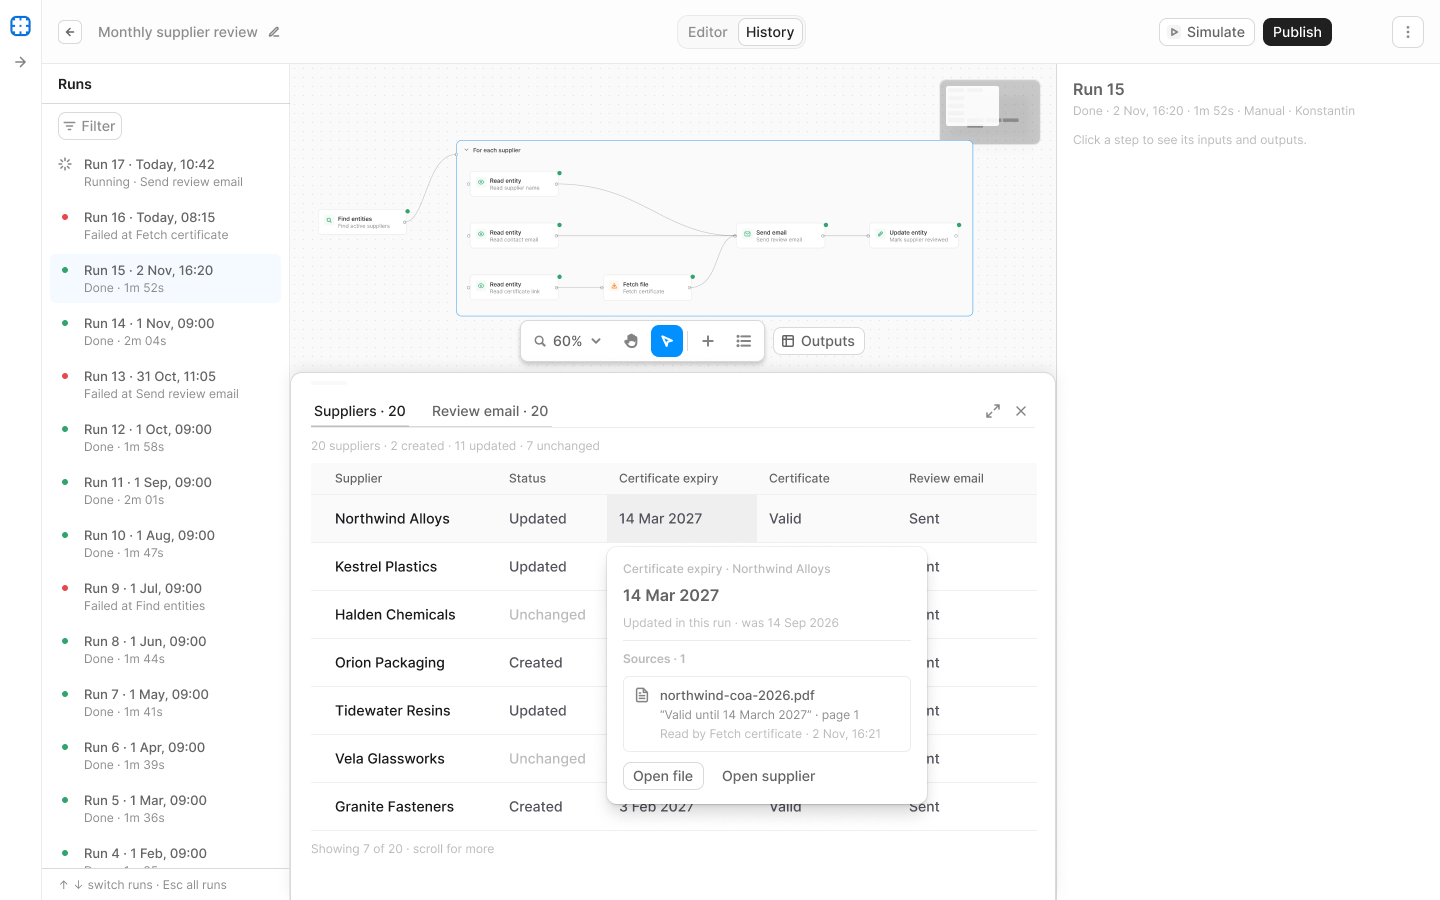 Monthly supplier review
Editor
History
Simulate
Publish
Runs
Filter
Run 17 · Today, 10:42
Running · Send review email
Run 16 · Today, 08:15
Failed at Fetch certificate
Run 15 · 2 Nov, 16:20
Done · 1m 52s
Run 14 · 1 Nov, 09:00
Done · 2m 04s
Run 13 · 31 Oct, 11:05
Failed at Send review email
Run 12 · 1 Oct, 09:00
Done · 1m 58s
Run 11 · 1 Sep, 09:00
Done · 2m 01s
Run 10 · 1 Aug, 09:00
Done · 1m 47s
Run 9 · 1 Jul, 09:00
Failed at Find entities
Run 8 · 1 Jun, 09:00
Done · 1m 44s
Run 7 · 1 May, 09:00
Done · 1m 41s
Run 6 · 1 Apr, 09:00
Done · 1m 39s
Run 5 · 1 Mar, 09:00
Done · 1m 36s
Run 4 · 1 Feb, 09:00
↑ ↓ switch runs · Esc all runs
For each supplier
Find entities
Find active suppliers
Read entity
Read supplier name
Read entity
Read contact email
Read entity
Read certificate link
Fetch file
Fetch certificate
Send email
Send review email
Update entity
Mark supplier reviewed
60%
Outputs
Suppliers · 20
Review email · 20
20 suppliers · 2 created · 11 updated · 7 unchanged
Supplier Status Certificate expiry Certificate Review email
Northwind Alloys Updated 14 Mar 2027 Valid Sent
Kestrel Plastics Updated
Halden Chemicals Unchanged
Orion Packaging Created
Tidewater Resins Updated
Vela Glassworks Unchanged
Granite Fasteners Created 3 Feb 2027 Valid Sent
Showing 7 of 20 · scroll for more
Certificate expiry · Northwind Alloys
14 Mar 2027
Updated in this run · was 14 Sep 2026
Sources · 1
northwind-coa-2026.pdf
“Valid until 14 March 2027” · page 1
Read by Fetch certificate · 2 Nov, 16:21
Open file
Open supplier
Run 15
Done · 2 Nov, 16:20 · 1m 52s · Manual · Konstantin
Click a step to see its inputs and outputs.